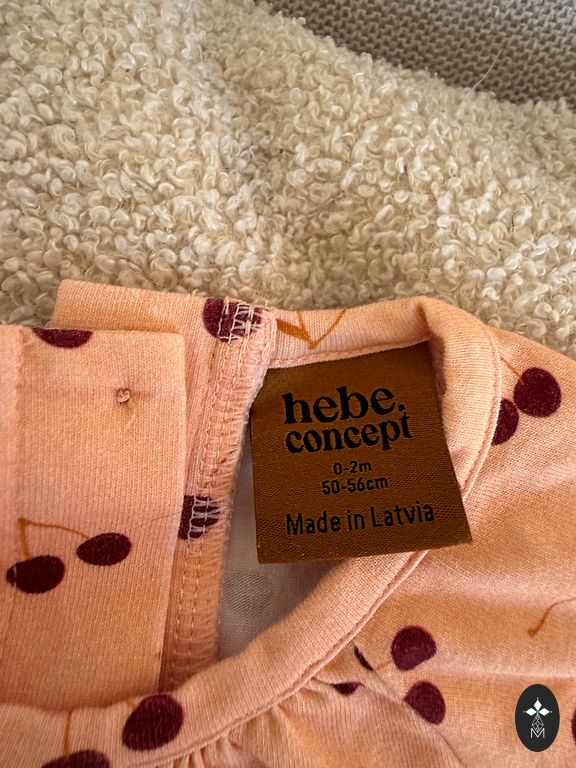 hebe.
concept
0-2m
50-56cm
Made in Latvia